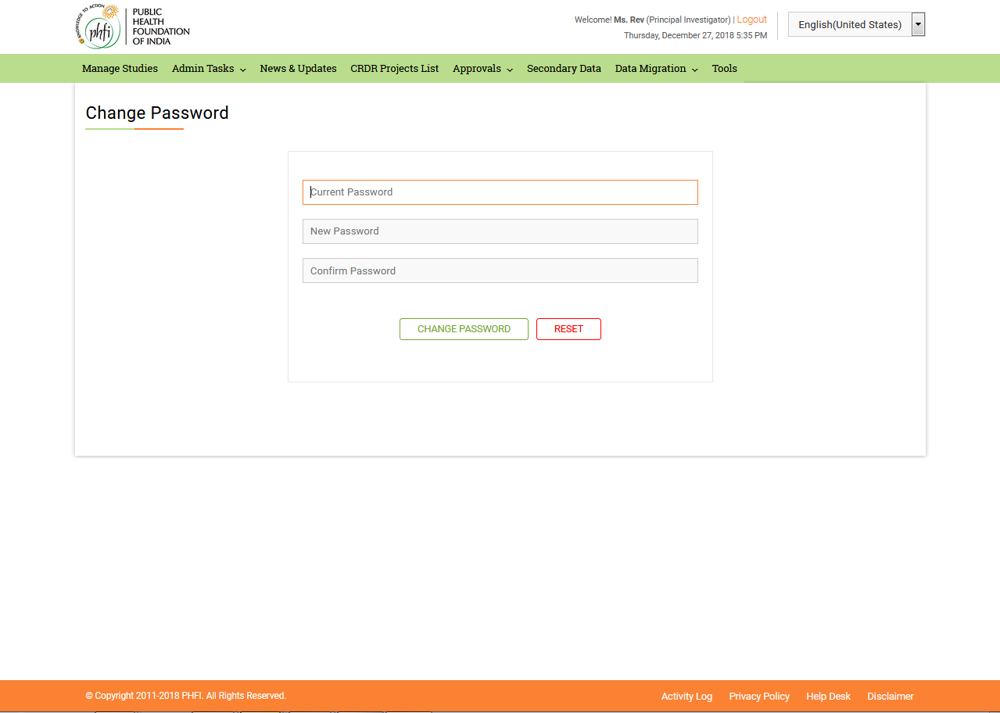 KNOWLEDGE TO ACTION
phfi
PUBLIC
HEALTH
FOUNDATION
OF INDIA
Welcome! Ms. Rev (Principal Investigator) | Logout
Thursday, December 27, 2018 5:35 PM
English(United States)
Manage Studies Admin Tasks News & Updates CRDR Projects List Approvals Secondary Data Data Migration Tools
Change Password
Current Password
New Password
Confirm Password
CHANGE PASSWORD RESET
© Copyright 2011-2018 PHFI. All Rights Reserved.
Activity Log Privacy Policy Help Desk Disclaimer